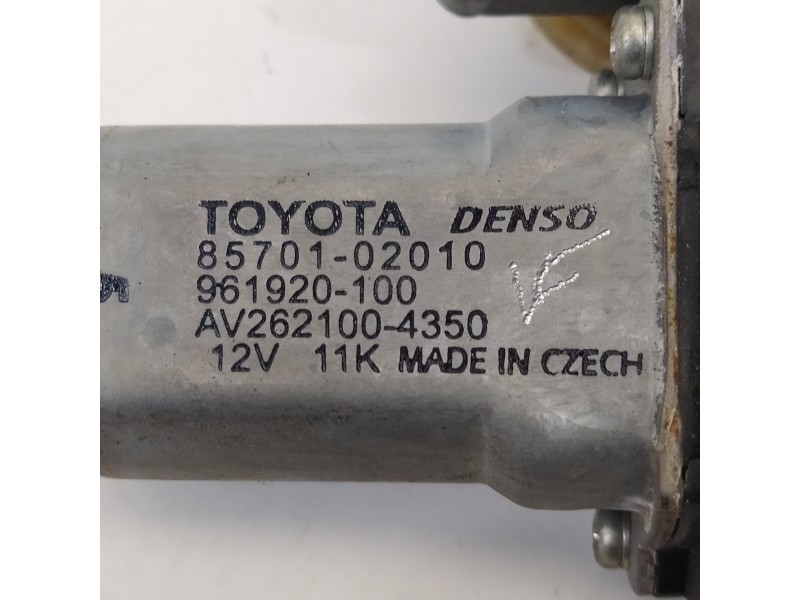 TOYOTA DENSO
85701-02010
961920-100
AV262100-4350
12V 11K MADE IN CZECH